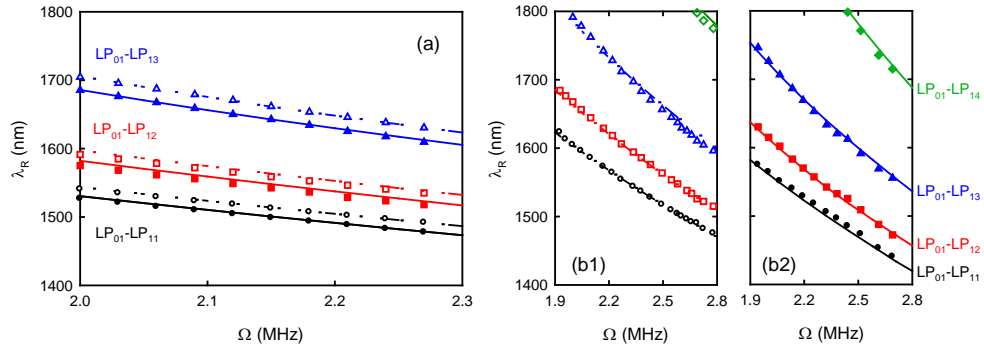 1800
1700
1600
1500
1400
λR (nm)
2.0
2.1
2.2
2.3
Ω (MHz)
(a)
LP01-LP13
LP01-LP12
LP01-LP11
1800
1700
1600
1500
1400
λR (nm)
1.9
2.2
2.5
2.8
Ω (MHz)
(b1)
1.9
2.2
2.5
2.8
Ω (MHz)
(b2)
LP01-LP14
LP01-LP13
LP01-LP12
LP01-LP11